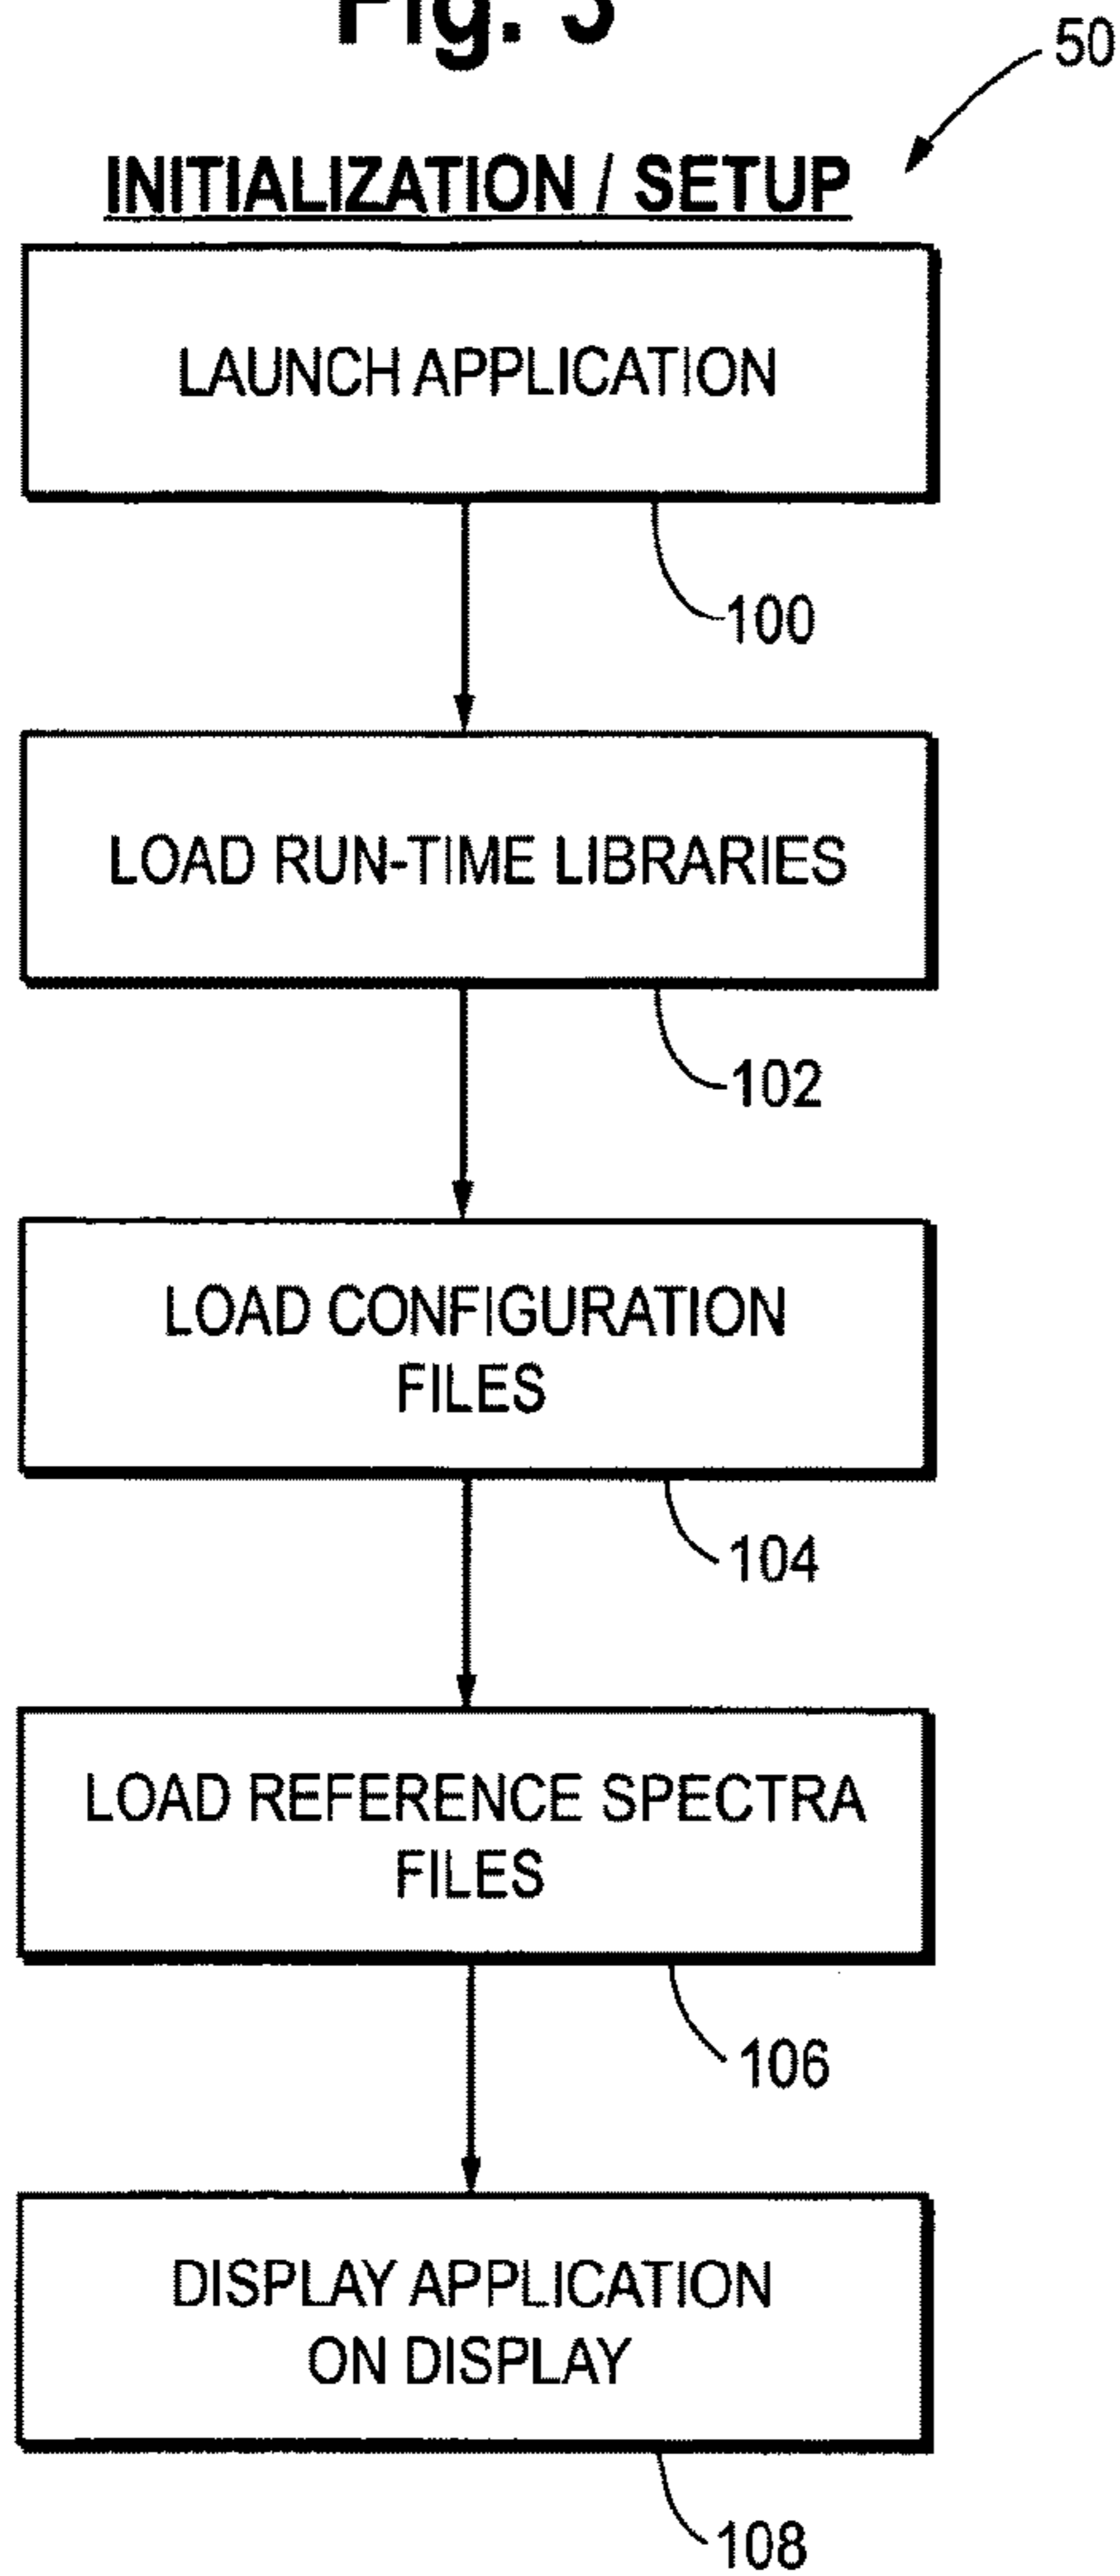 Fig. 3
50
INITIALIZATION / SETUP
LAUNCH APPLICATION
100
LOAD RUN-TIME LIBRARIES
102
LOAD CONFIGURATION
FILES
104
LOAD REFERENCE SPECTRA
FILES
106
DISPLAY APPLICATION
ON DISPLAY
108